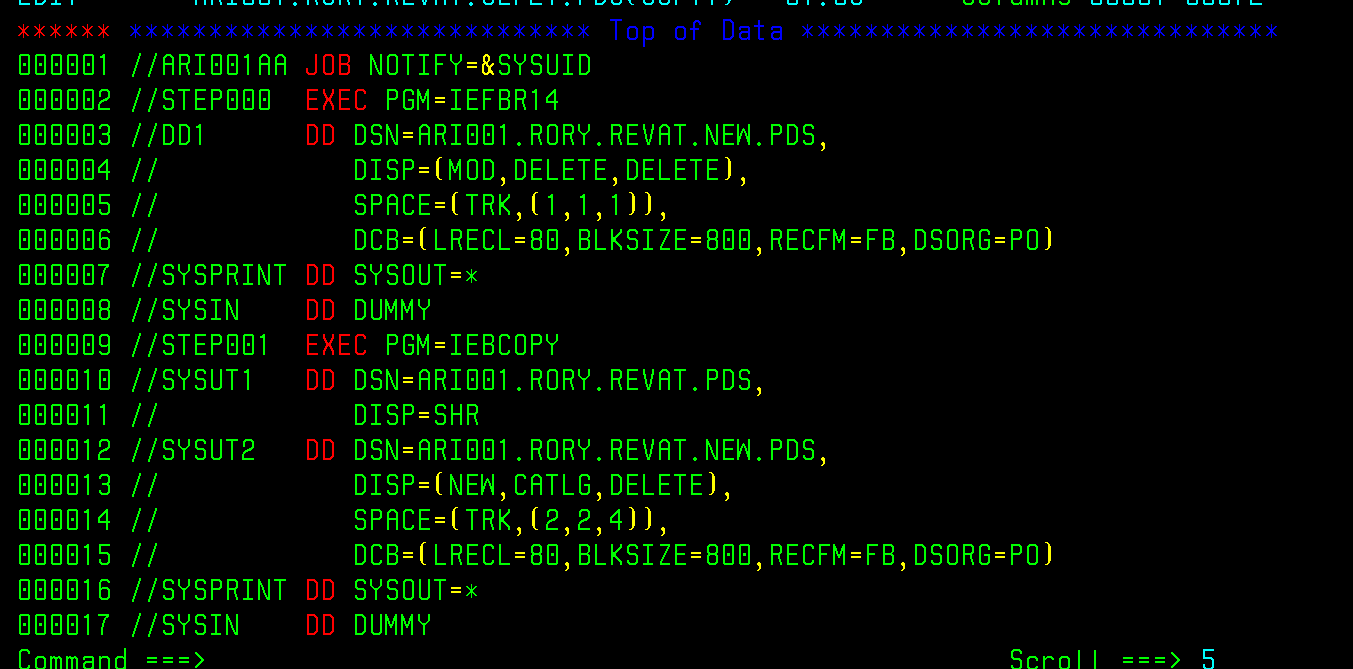 ****** ***************************** Top of Data ******************************
000001 //ARI001AA JOB NOTIFY=&SYSUID
000002 //STEP000  EXEC PGM=IEFBR14
000003 //DD1      DD DSN=ARI001.RORY.REVAT.NEW.PDS,
000004 //            DISP=(MOD,DELETE,DELETE),
000005 //            SPACE=(TRK,(1,1,1)),
000006 //            DCB=(LRECL=80,BLKSIZE=800,RECFM=FB,DSORG=PO)
000007 //SYSPRINT DD SYSOUT=*
000008 //SYSIN    DD DUMMY
000009 //STEP001  EXEC PGM=IEBCOPY
000010 //SYSUT1   DD DSN=ARI001.RORY.REVAT.PDS,
000011 //            DISP=SHR
000012 //SYSUT2   DD DSN=ARI001.RORY.REVAT.NEW.PDS,
000013 //            DISP=(NEW,CATLG,DELETE),
000014 //            SPACE=(TRK,(2,2,4)),
000015 //            DCB=(LRECL=80,BLKSIZE=800,RECFM=FB,DSORG=PO)
000016 //SYSPRINT DD SYSOUT=*
000017 //SYSIN    DD DUMMY
Command ===> Scroll ===> 5